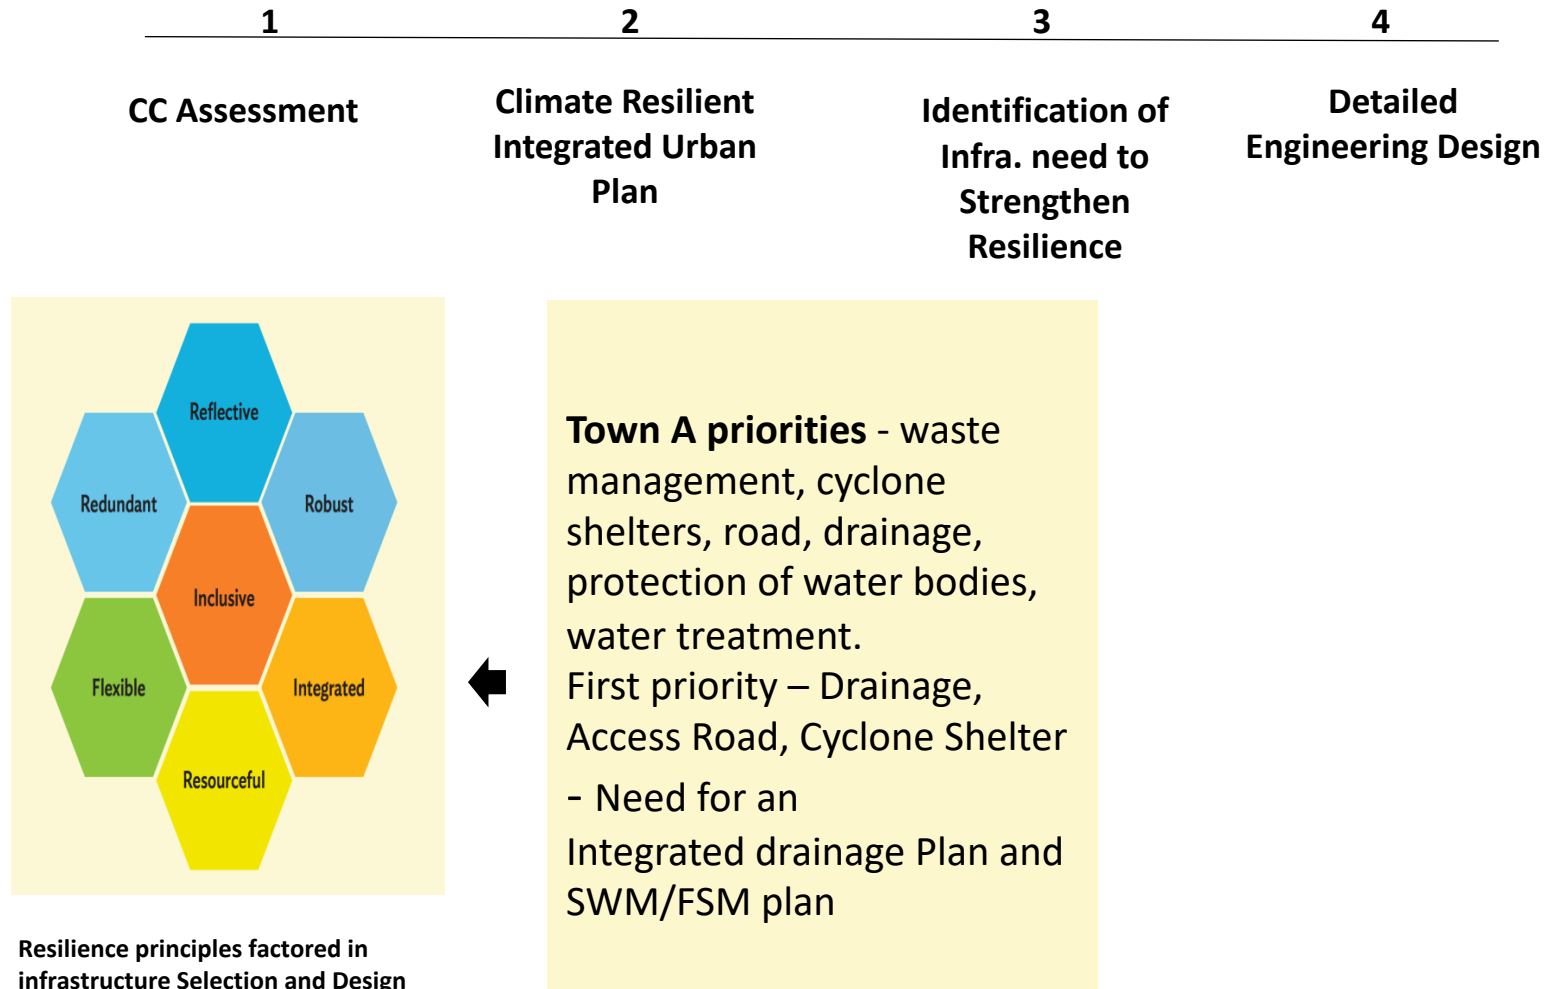 1
2
3
4
CC Assessment
Climate Resilient
Integrated Urban
Plan
Identification of
Infra. need to
Strengthen
Resilience
Detailed
Engineering Design
Reflective
Redundant
Robust
Inclusive
Flexible
Integrated
Resourceful
Town A priorities - waste
management, cyclone
shelters, road, drainage,
protection of water bodies,
water treatment.
First priority – Drainage,
Access Road, Cyclone Shelter
- Need for an
Integrated drainage Plan and
SWM/FSM plan
Resilience principles factored in
infrastructure Selection and Design